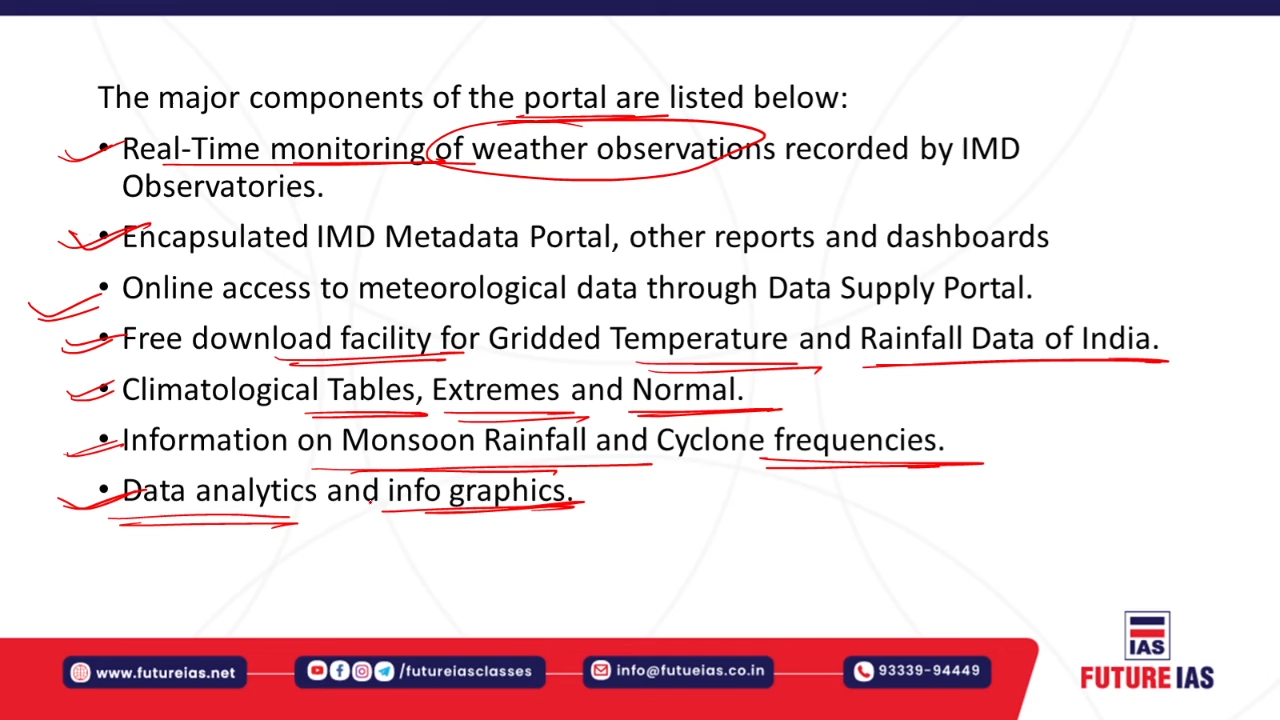 The major components of the portal are listed below:
• Real-Time monitoring of weather observations recorded by IMD
Observatories.
• Encapsulated IMD Metadata Portal, other reports and dashboards
• Online access to meteorological data through Data Supply Portal.
• Free download facility for Gridded Temperature and Rainfall Data of India.
• Climatological Tables, Extremes and Normal.
• Information on Monsoon Rainfall and Cyclone frequencies.
• Data analytics and info graphics.
IAS
FUTURE IAS
www.futureias.net
/futureiasclasses
info@futueias.co.in
93339-94449